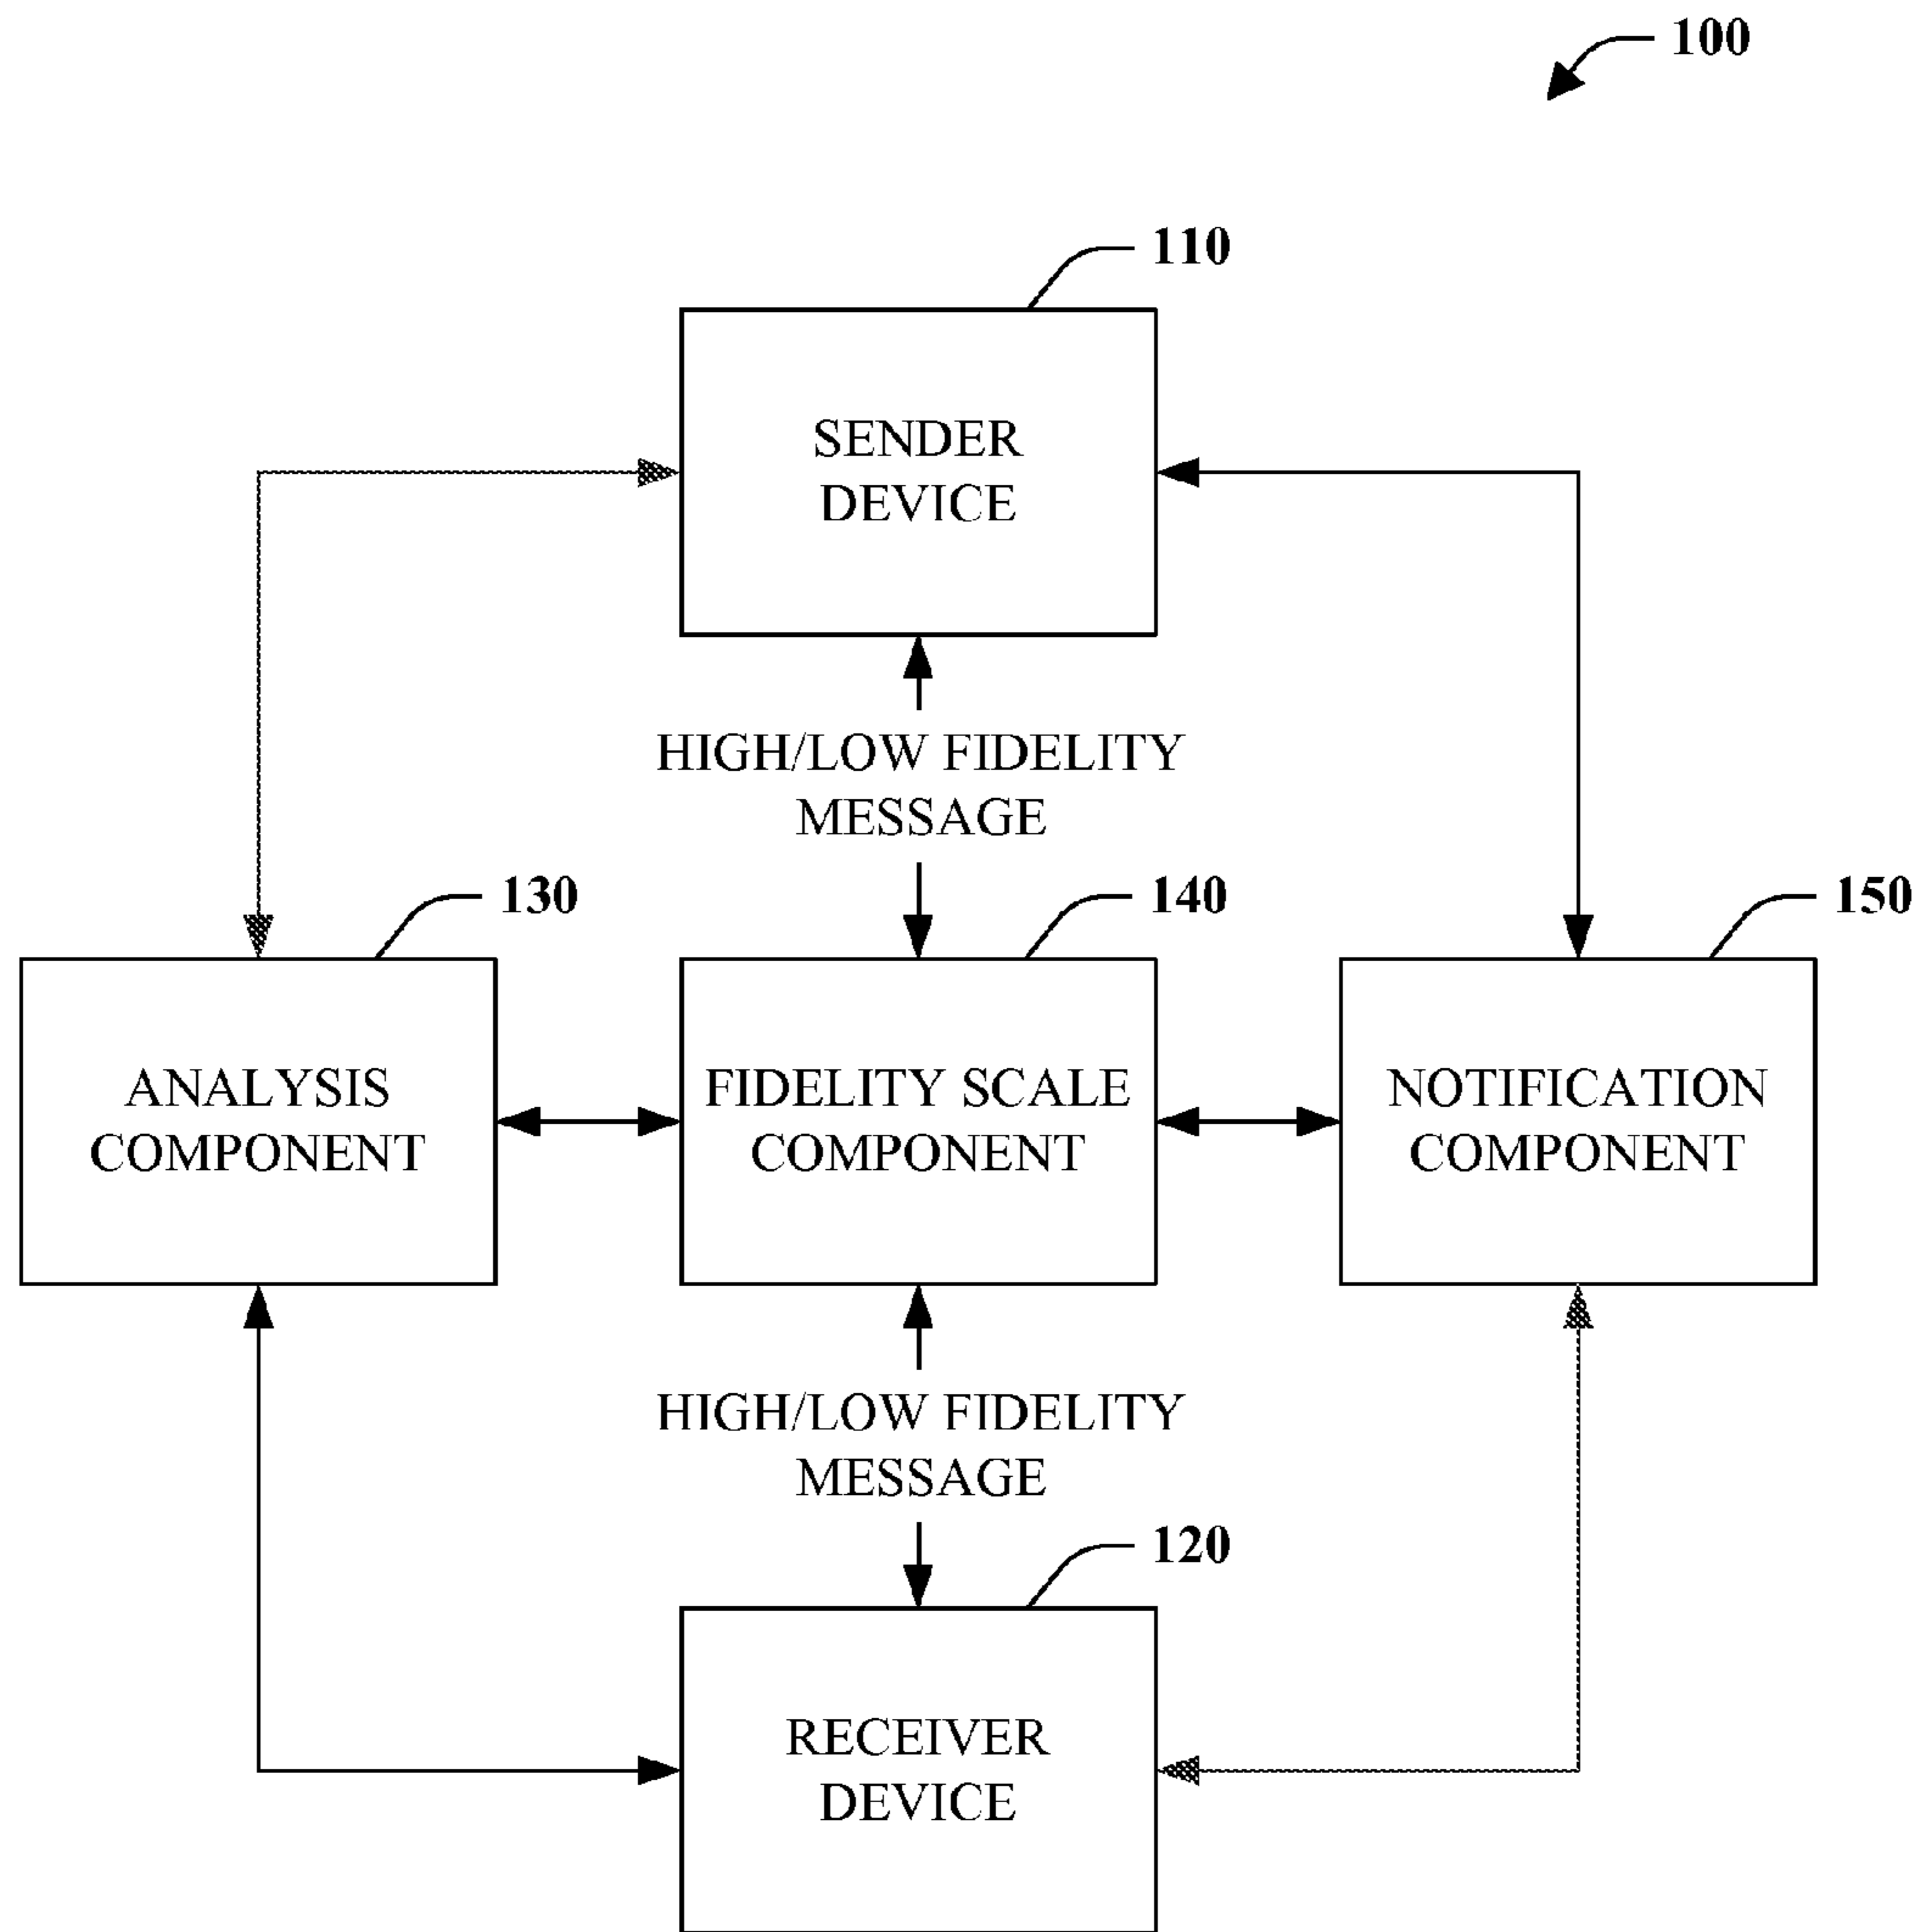 100
110
SENDER
DEVICE
HIGH/LOW FIDELITY
MESSAGE
130
140
150
ANALYSIS
COMPONENT
FIDELITY SCALE
COMPONENT
NOTIFICATION
COMPONENT
HIGH/LOW FIDELITY
MESSAGE
120
RECEIVER
DEVICE